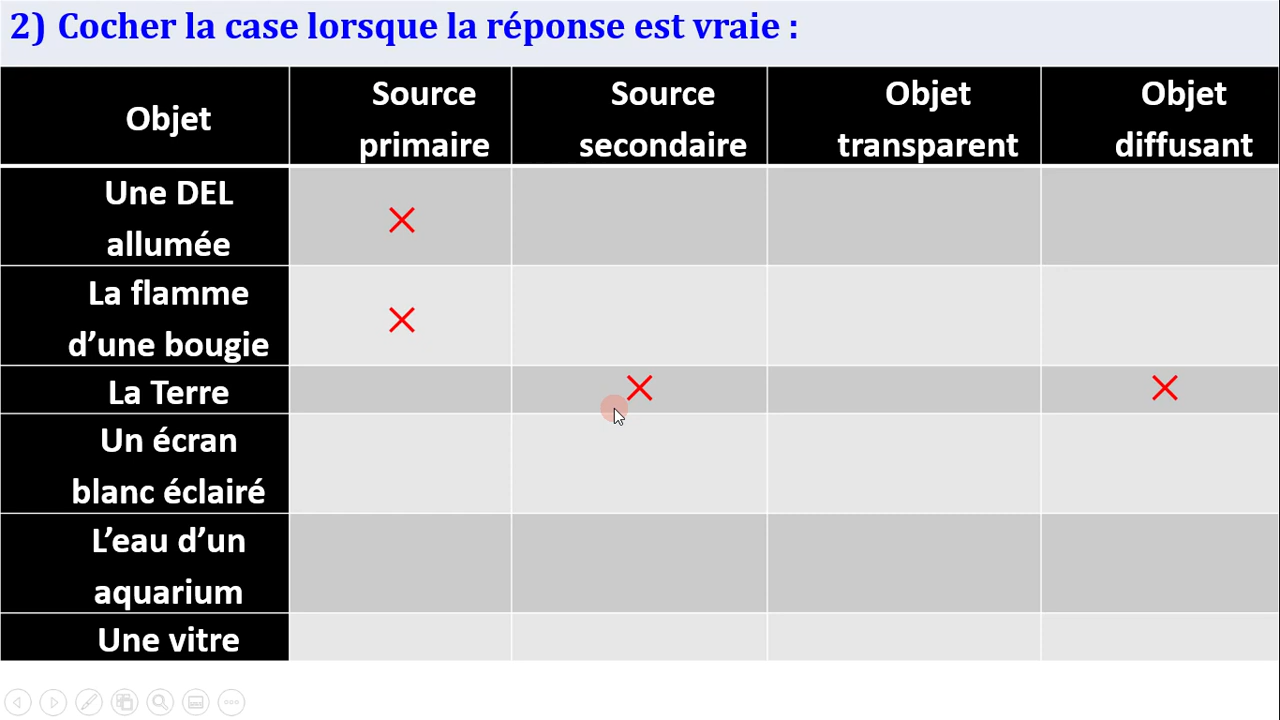 2) Cocher la case lorsque la réponse est vraie :
Objet
Source
primaire
Source
secondaire
Objet
transparent
Objet
diffusant
Une DEL
allumée
La flamme
d’une bougie
La Terre
Un écran
blanc éclairé
L’eau d’un
aquarium
Une vitre